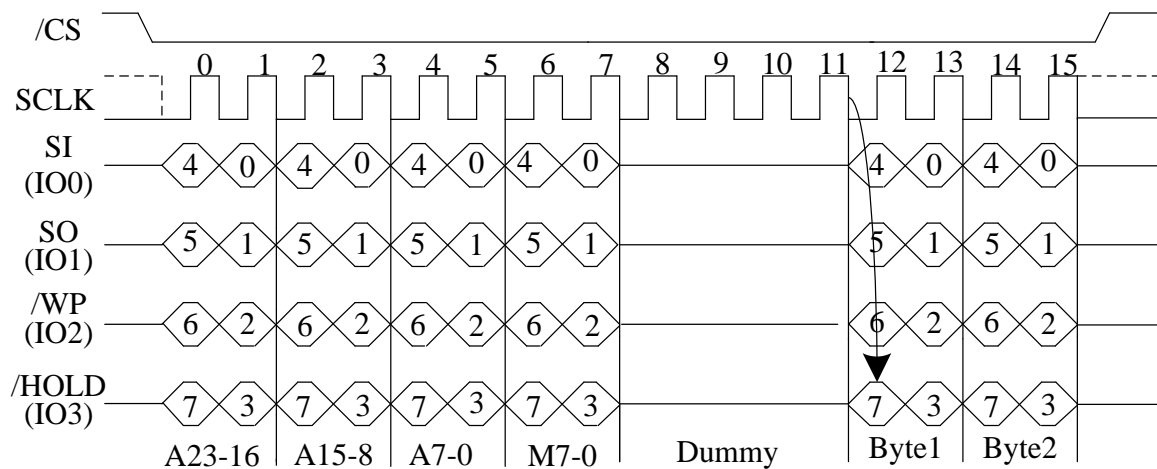 /CS
0 1 2 3 4 5 6 7 8 9 10 11 12 13 14 15
SCLK
SI
(IO0)
4 0 4 0 4 0 4 0 4 0 4 0
SO
(IO1)
5 1 5 1 5 1 5 1 5 1 5 1
/WP
(IO2)
6 2 6 2 6 2 6 2 6 2 6 2
/HOLD
(IO3)
7 3 7 3 7 3 7 3 7 3 7 3
A23-16 A15-8 A7-0 M7-0 Dummy Byte1 Byte2